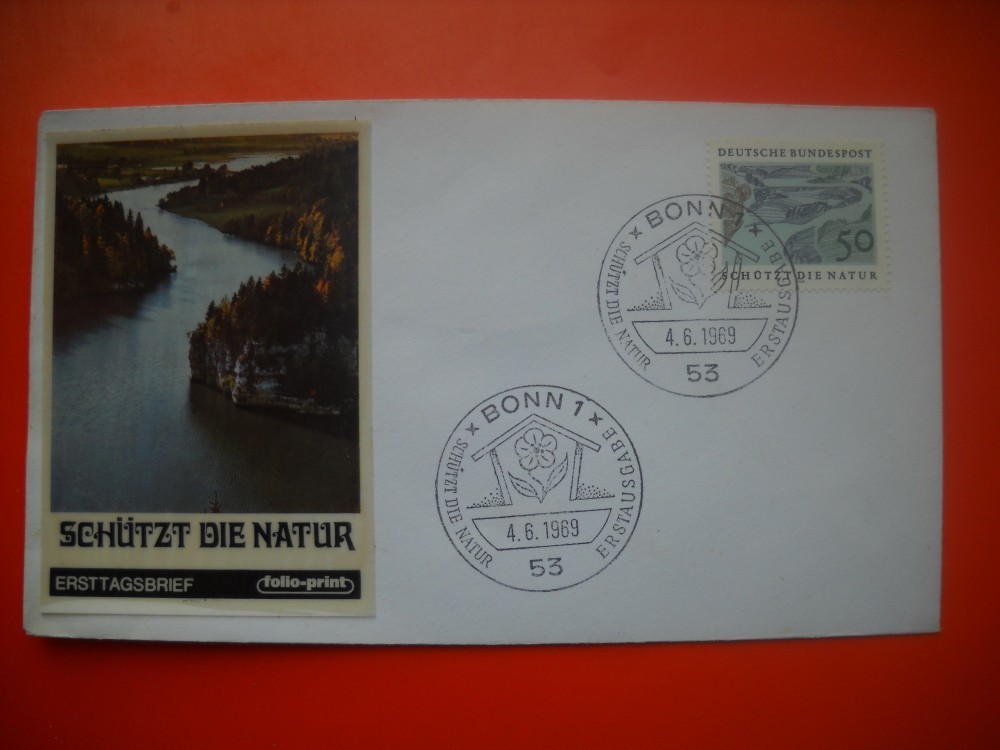 SCHÜTZT DIE NATUR
ERSTTAGSBRIEF
folio-print
DEUTSCHE BUNDESPOST
50
SCHÜTZT DIE NATUR
BONN 1
SCHÜTZT DIE NATUR
ERSTAUSGABE
4.6.1969
53
BONN 1
SCHÜTZT DIE NATUR
ERSTAUSGABE
4.6.1969
53